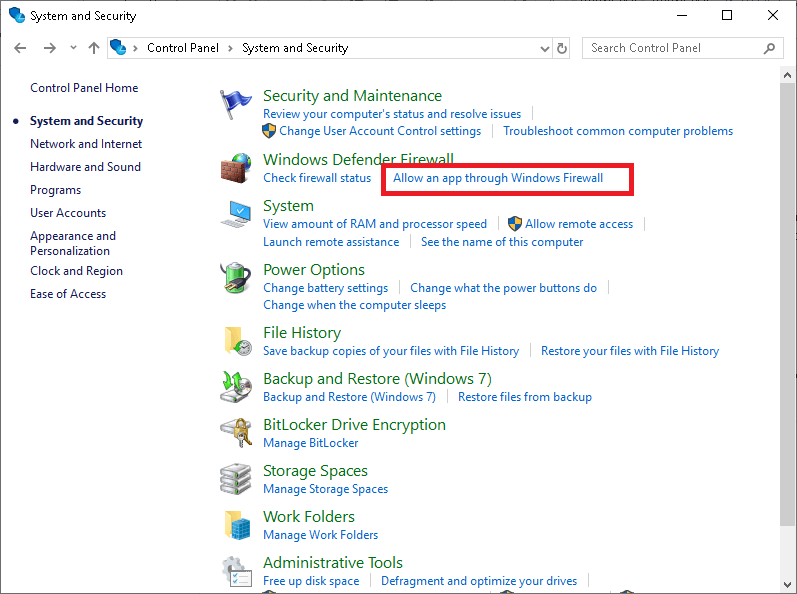 System and Security
Control Panel > System and Security
Search Control Panel
Control Panel Home
System and Security
Network and Internet
Hardware and Sound
Programs
User Accounts
Appearance and
Personalization
Clock and Region
Ease of Access
Security and Maintenance
Review your computer's status and resolve issues
Change User Account Control settings
Troubleshoot common computer problems
Windows Defender Firewall
Check firewall status
Allow an app through Windows Firewall
System
View amount of RAM and processor speed
Allow remote access
Launch remote assistance
See the name of this computer
Power Options
Change battery settings
Change what the power buttons do
Change when the computer sleeps
File History
Save backup copies of your files with File History
Restore your files with File History
Backup and Restore (Windows 7)
Backup and Restore (Windows 7)
Restore files from backup
BitLocker Drive Encryption
Manage BitLocker
Storage Spaces
Manage Storage Spaces
Work Folders
Manage Work Folders
Administrative Tools
Free up disk space
Defragment and optimize your drives